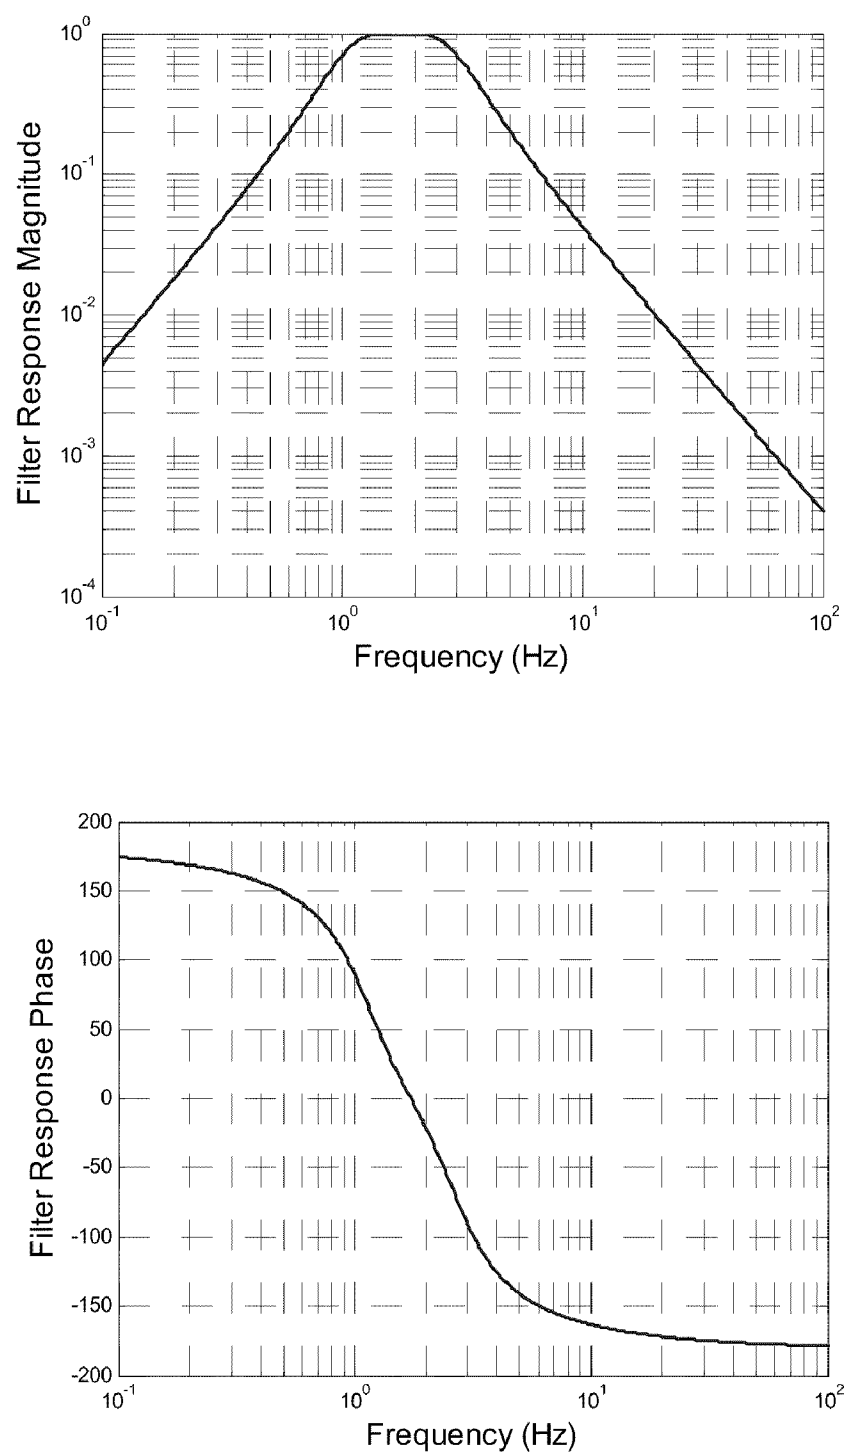 10^0
10^-1
10^-2
10^-3
10^-4
Filter Response Magnitude
10^-1 10^0 10^1 10^2
Frequency (Hz)
200
150
100
50
0
-50
-100
-150
-200
Filter Response Phase
10^-1 10^0 10^1 10^2
Frequency (Hz)